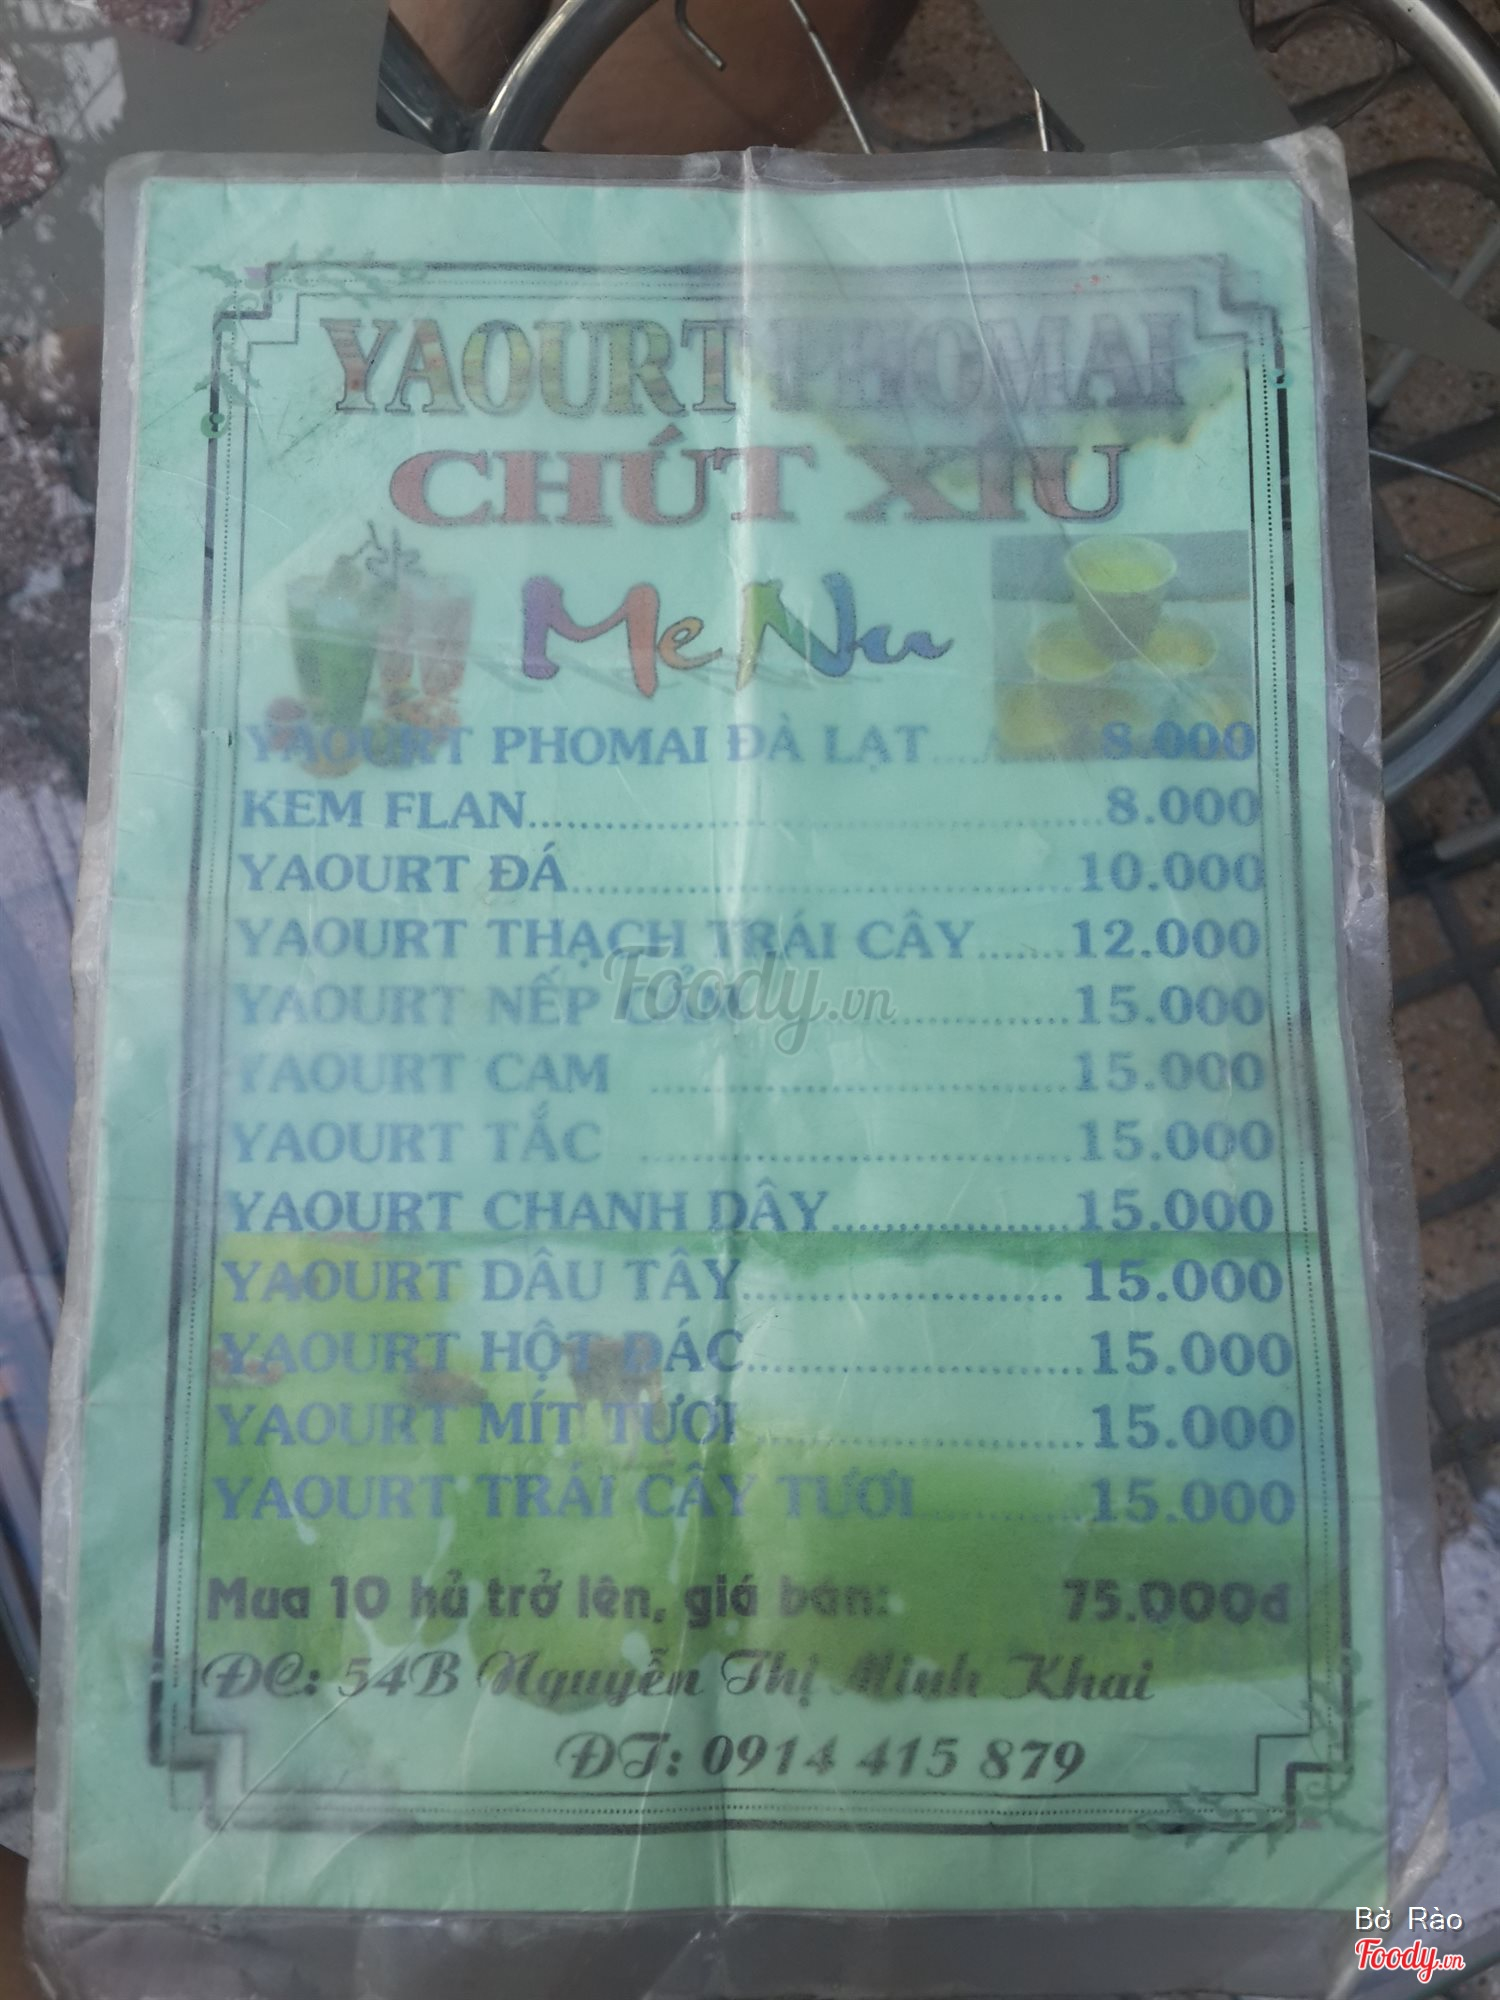 YAOURT PHOMAI
CHÚT XÍU
MeNu
YAOURT PHOMAI ĐÀ LẠT.... 8.000
KEM FLAN........................................8.000
YAOURT ĐÁ........................................10.000
YAOURT THẠCH TRÁI CÂY.......12.000
YAOURT NẾP CẨM............15.000
YAOURT CAM ..............................15.000
YAOURT TẮC ..............................15.000
YAOURT CHANH DÂY.................15.000
YAOURT DÂU TÂY........................ 15.000
YAOURT HỘT ĐÁC........................15.000
YAOURT MÍT TƯƠI........................15.000
YAOURT TRÁI CÂY TƯƠI............15.000
Mua 10 hủ trở lên, giá bán: 75.000đ
ĐC: 54B Nguyễn Thị Minh Khai
ĐT: 0914 415 879
Foody.vn
Bờ Rào
Foody.vn